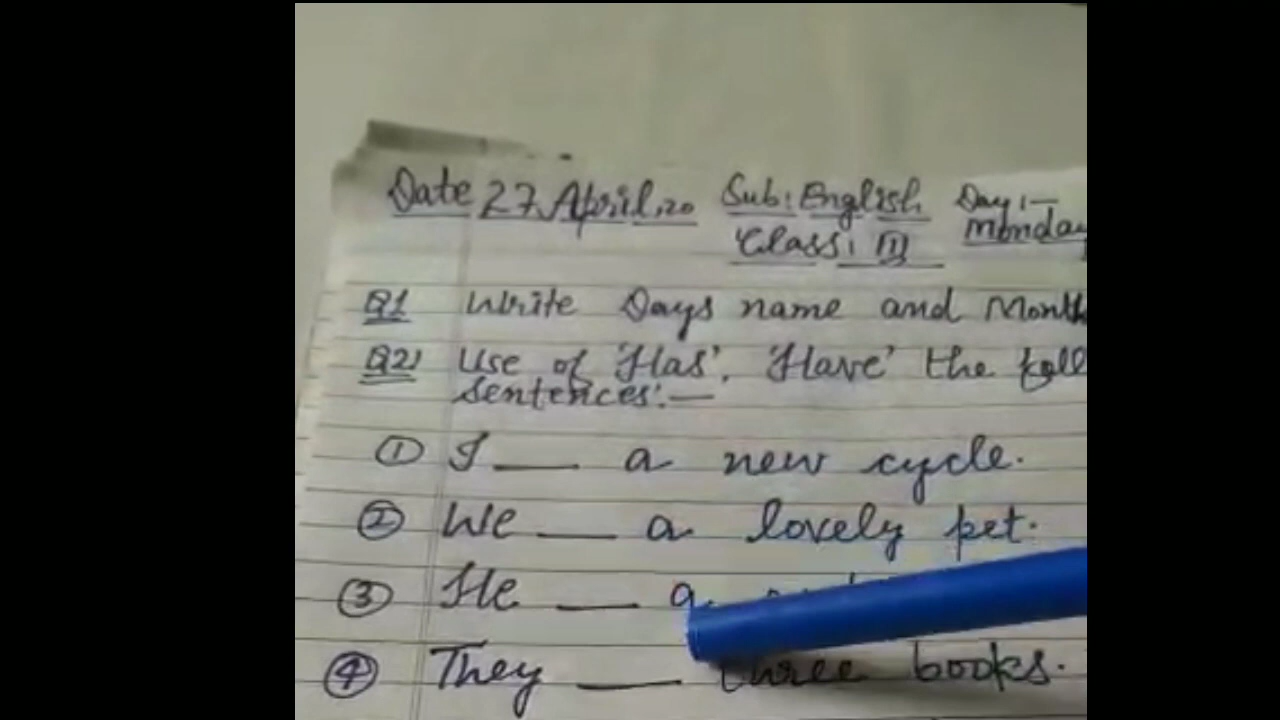 Date 27 April, 20 Sub: English Day:-
Class: III Monday
Q1 Write Days name and Month
Q2) Use of 'Has', 'Have' the foll
sentences:—
① I ___ a new cycle.
② We ___ a lovely pet.
③ He ___ a
④ They ___ three books.